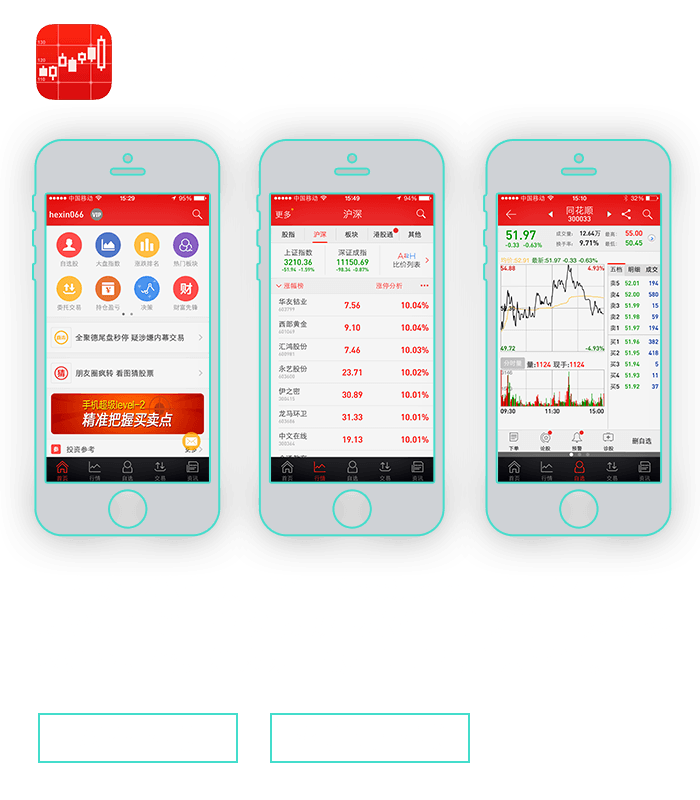 中国移动 15:29 95%
hexin066 VIP
自选股 大盘指数 涨跌排名 热门板块
委托交易 持仓盈亏 决策 财富先锋
全聚德尾盘秒停 疑涉嫌内幕交易
猜 朋友圈疯转 看图猜股票
手机超级level-2
精准把握买卖点
投资参考 更多
首页 行情 自选 交易 资讯
中国移动 15:49 94%
更多 沪深
股指 沪深 板块 港股通 其他
上证指数 深证成指
3210.36 11150.69 比价列表
-51.94 -1.59% -98.34 -0.87%
涨幅榜 涨停分析
华友钴业 7.56 10.04%
603799
西部黄金 9.10 10.04%
601069
汇鸿股份 7.46 10.03%
600981
永艺股份 23.71 10.02%
603600
伊之密 30.89 10.01%
300415
龙马环卫 31.33 10.01%
603686
中文在线 19.13 10.01%
300364
首页 行情 自选 交易 资讯
中国移动 15:10 32%
同花顺
300033
51.97 成交量: 12.64万 最高: 55.00
-0.33 -0.63% 换手率: 9.71% 最低: 50.45
最新:51.97 -0.33 -0.63%
54.88 4.93%
49.72 -4.93%
五档 明细 成交
卖5 52.01 194
卖4 52.00 580
卖3 51.99 15
卖2 51.98 59
卖1 51.97 194
买1 51.96 382
买2 51.95 418
买3 51.94 5
买4 51.93 11
买5 51.92 37
分时量 量:1124 现手:1124
09:30 11:30 15:00
下单 论股 预警 诊股 删自选
首页 行情 自选 交易 资讯